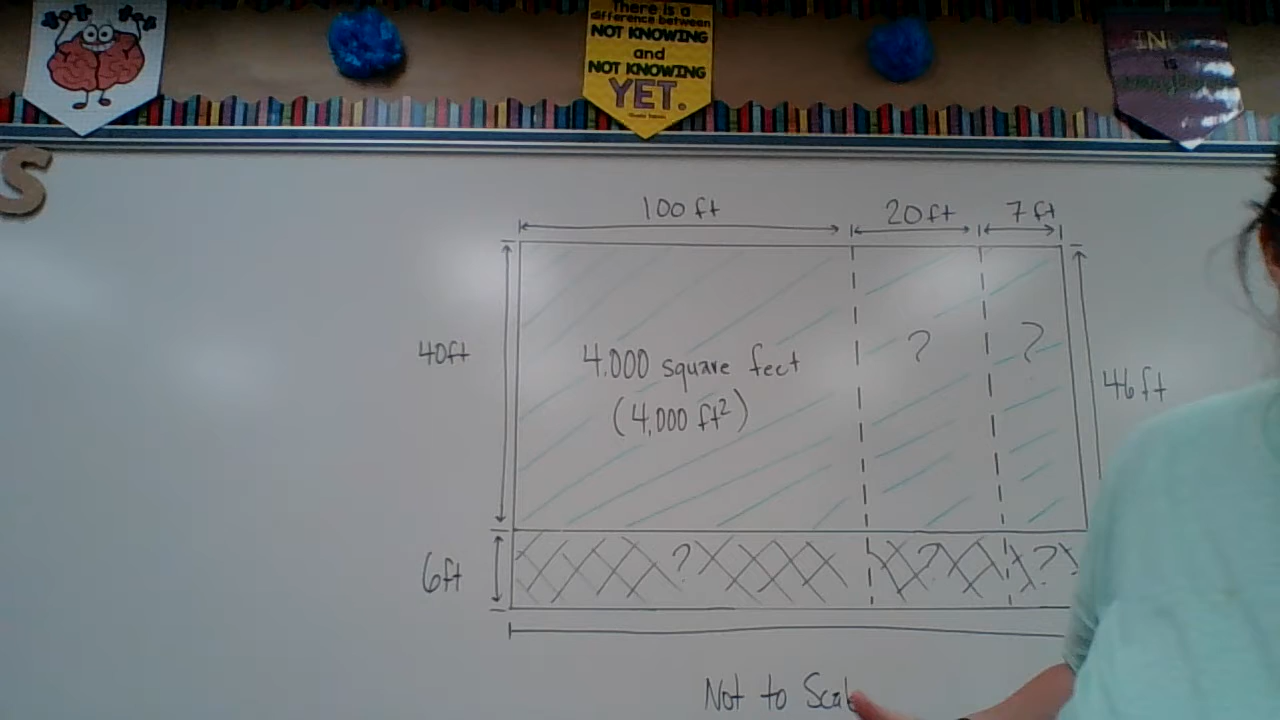 There is a
difference between
NOT KNOWING
and
NOT KNOWING
YET.
S
100 ft
20 ft
7 ft
40ft
4,000 square feet
(4,000 ft²)
?
?
46 ft
6ft
?
?
?
Not to